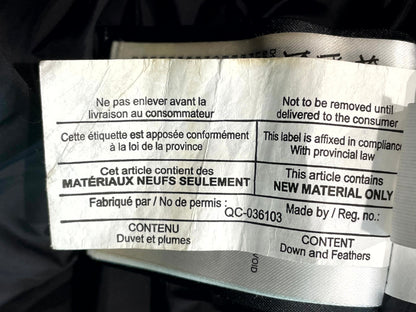 Ne pas enlever avant la
livraison au consommateur
Not to be removed until
delivered to the consumer
Cette étiquette est apposée conformément
à la loi de la province
This label is affixed in compliance
With provincial law
Cet article contient des
MATÉRIAUX NEUFS SEULEMENT
This article contains
NEW MATERIAL ONLY
Fabriqué par / No de permis :
QC-036103
Made by / Reg. no.:
CONTENU
Duvet et plumes
CONTENT
Down and Feathers
VOID